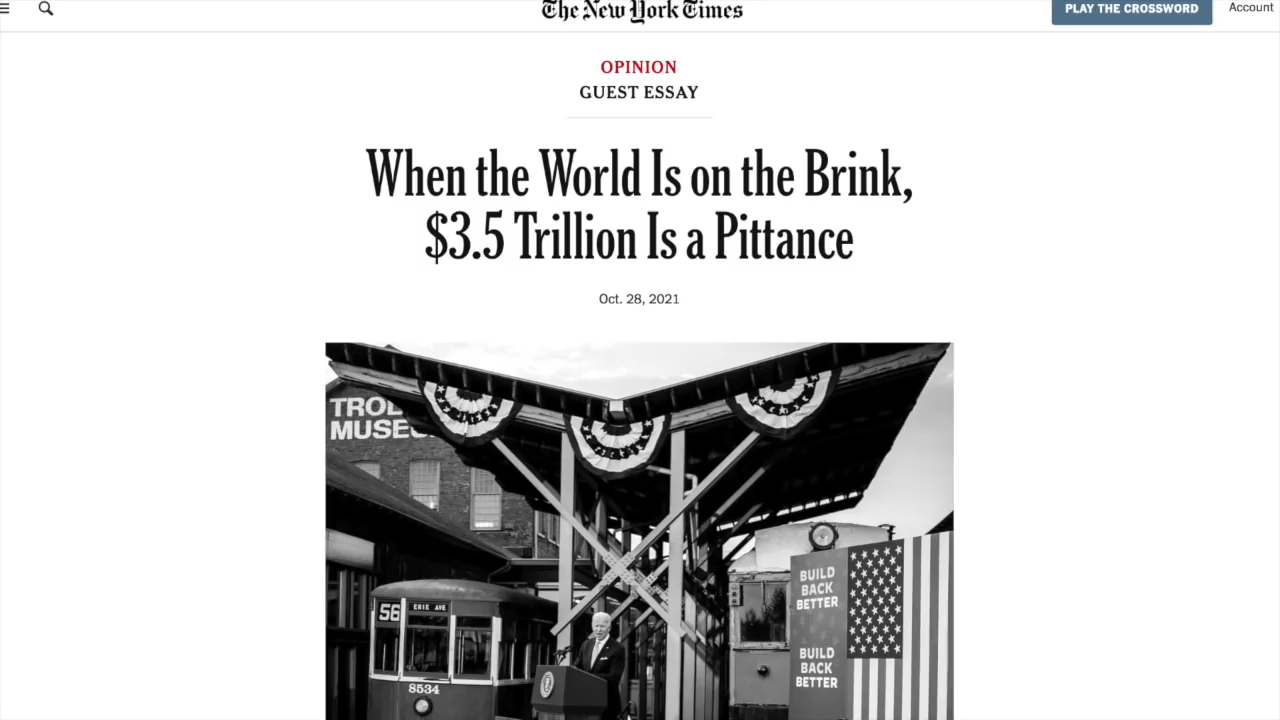 The New York Times
PLAY THE CROSSWORD
Account
OPINION
GUEST ESSAY
When the World Is on the Brink,
$3.5 Trillion Is a Pittance
Oct. 28, 2021
TROL
MUSEO
56
ERIE AVE
8534
BUILD
BACK
BETTER
BUILD
BACK
BETTER